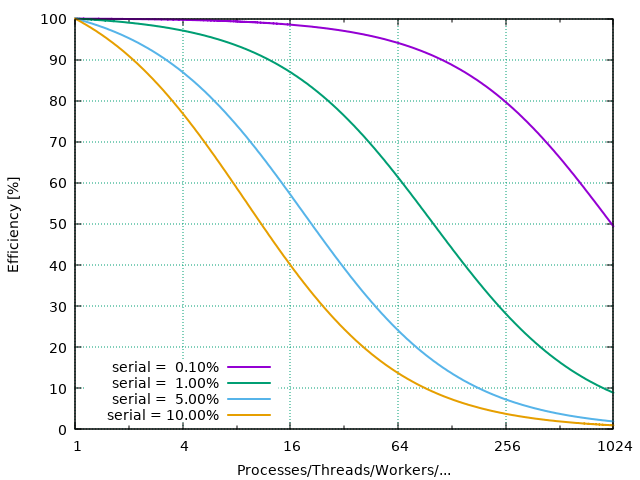 100
90
80
70
60
50
40
30
20
10
0
Efficiency [%]
serial =  0.10%
serial =  1.00%
serial =  5.00%
serial = 10.00%
1 4 16 64 256 1024
Processes/Threads/Workers/...